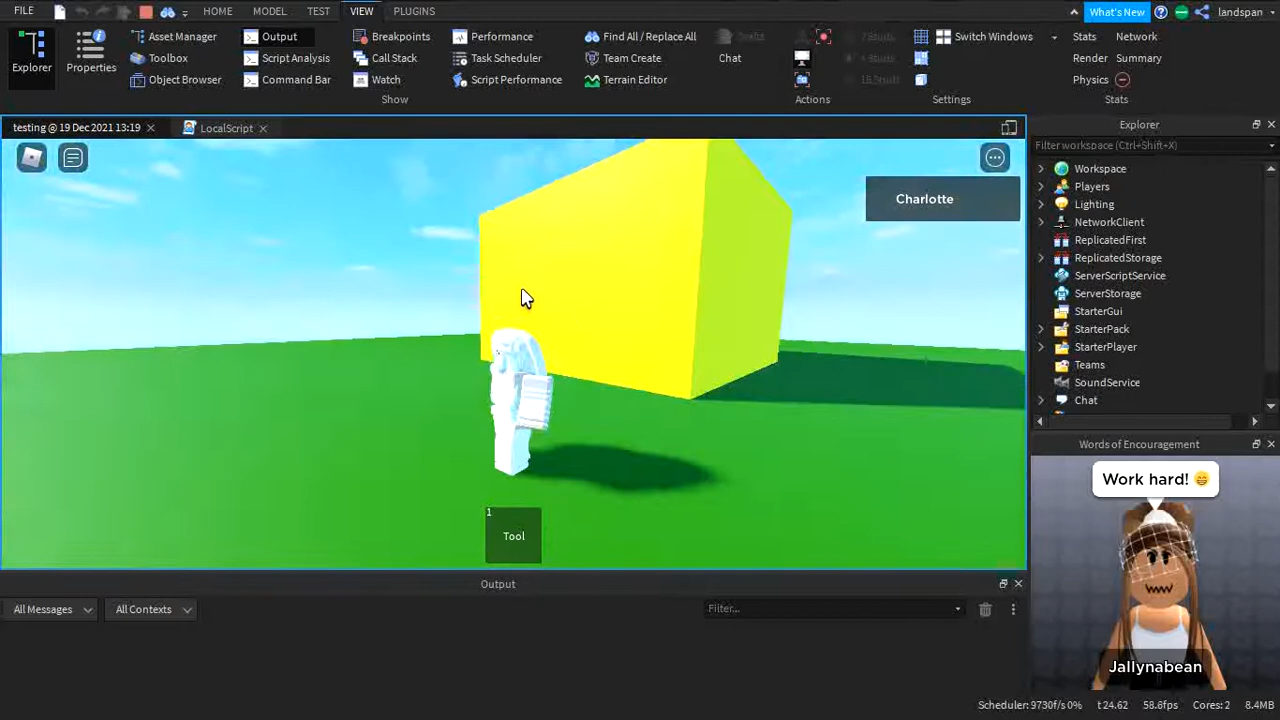 FILE
HOME
MODEL
TEST
VIEW
PLUGINS
What's New
landspan
Explorer
Properties
Asset Manager
Toolbox
Object Browser
Output
Script Analysis
Command Bar
Breakpoints
Call Stack
Watch
Show
Performance
Task Scheduler
Script Performance
Find All / Replace All
Team Create
Terrain Editor
Chat
Actions
Switch Windows
Settings
Stats
Network
Render
Summary
Physics
Stats
testing @ 19 Dec 2021 13:19
LocalScript
Charlotte
1
Tool
Explorer
Filter workspace (Ctrl+Shift+X)
Workspace
Players
Lighting
NetworkClient
ReplicatedFirst
ReplicatedStorage
ServerScriptService
ServerStorage
StarterGui
StarterPack
StarterPlayer
Teams
SoundService
Chat
Words of Encouragement
Work hard! 😄
Jallynabean
Output
All Messages
All Contexts
Filter...
Scheduler: 9730f/s 0%
t 24.62
58.8fps
Cores: 2
8.4MB